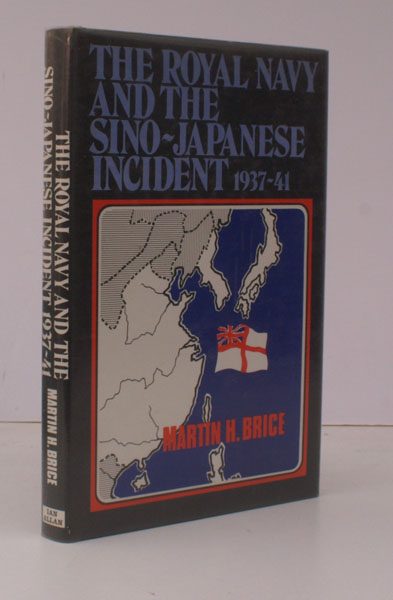 THE ROYAL NAVY
AND THE
SINO-JAPANESE
INCIDENT 1937-41
MARTIN H. BRICE
THE ROYAL NAVY AND THE
SINO-JAPANESE INCIDENT 1937-41
MARTIN H. BRICE
IAN
ALLAN